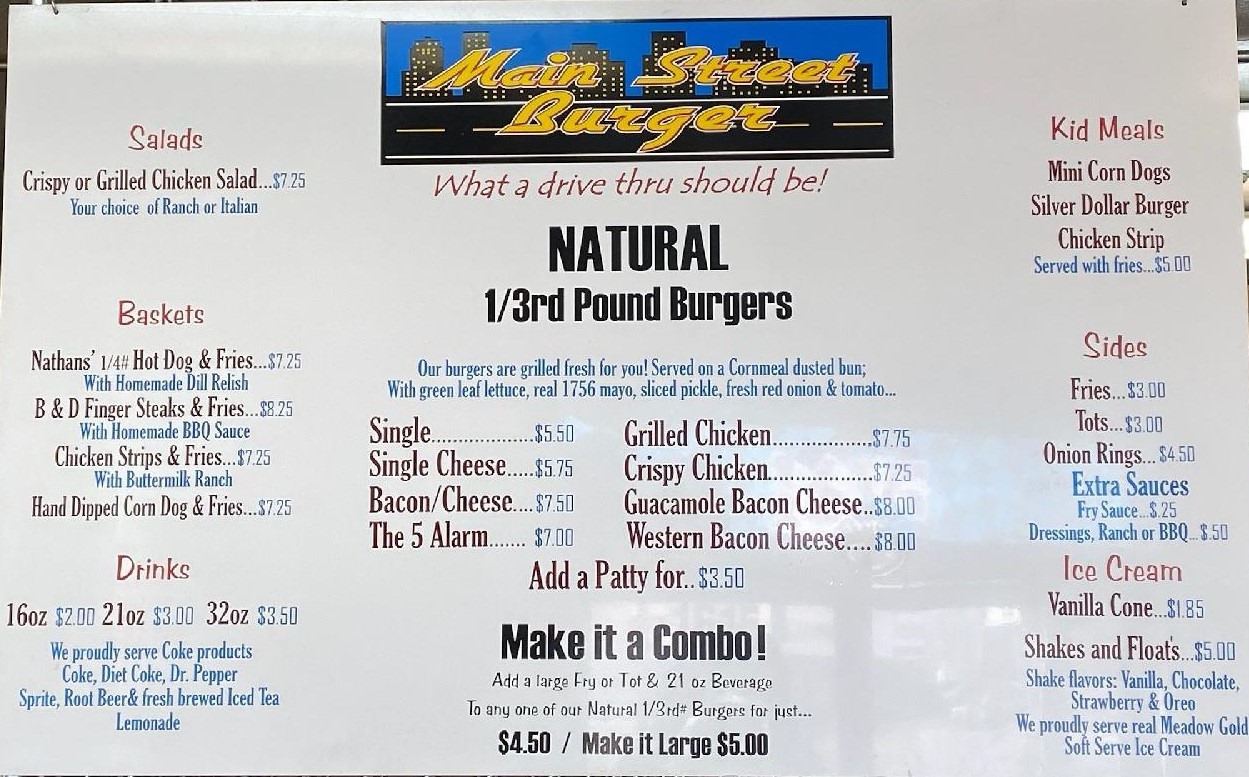 Main Street
Burger
What a drive thru should be!
Salads
Crispy or Grilled Chicken Salad...$7.25
Your choice of Ranch or Italian
Baskets
Nathans' 1/4# Hot Dog & Fries...$7.25
With Homemade Dill Relish
B & D Finger Steaks & Fries...$8.25
With Homemade BBQ Sauce
Chicken Strips & Fries...$7.25
With Buttermilk Ranch
Hand Dipped Corn Dog & Fries...$7.25
Drinks
16oz $2.00 21oz $3.00 32oz $3.50
We proudly serve Coke products
Coke, Diet Coke, Dr. Pepper
Sprite, Root Beer& fresh brewed Iced Tea
Lemonade
NATURAL
1/3rd Pound Burgers
Our burgers are grilled fresh for you! Served on a Cornmeal dusted bun;
With green leaf lettuce, real 1756 mayo, sliced pickle, fresh red onion & tomato...
Single..................$5.50
Single Cheese.....$5.75
Bacon/Cheese....$7.50
The 5 Alarm....... $7.00
Grilled Chicken..................$7.75
Crispy Chicken...................$7.25
Guacamole Bacon Cheese..$8.00
Western Bacon Cheese....$8.00
Add a Patty for..$3.50
Make it a Combo!
Add a large Fry or Tot & 21 oz Beverage
To any one of our Natural 1/3rd# Burgers for just...
$4.50 / Make it Large $5.00
Kid Meals
Mini Corn Dogs
Silver Dollar Burger
Chicken Strip
Served with fries...$5.00
Sides
Fries...$3.00
Tots...$3.00
Onion Rings...$4.50
Extra Sauces
Fry Sauce...$.25
Dressings, Ranch or BBQ...$.50
Ice Cream
Vanilla Cone...$1.85
Shakes and Float's...$5.00
Shake flavors: Vanilla, Chocolate,
Strawberry & Oreo
We proudly serve real Meadow Gold
Soft Serve Ice Cream